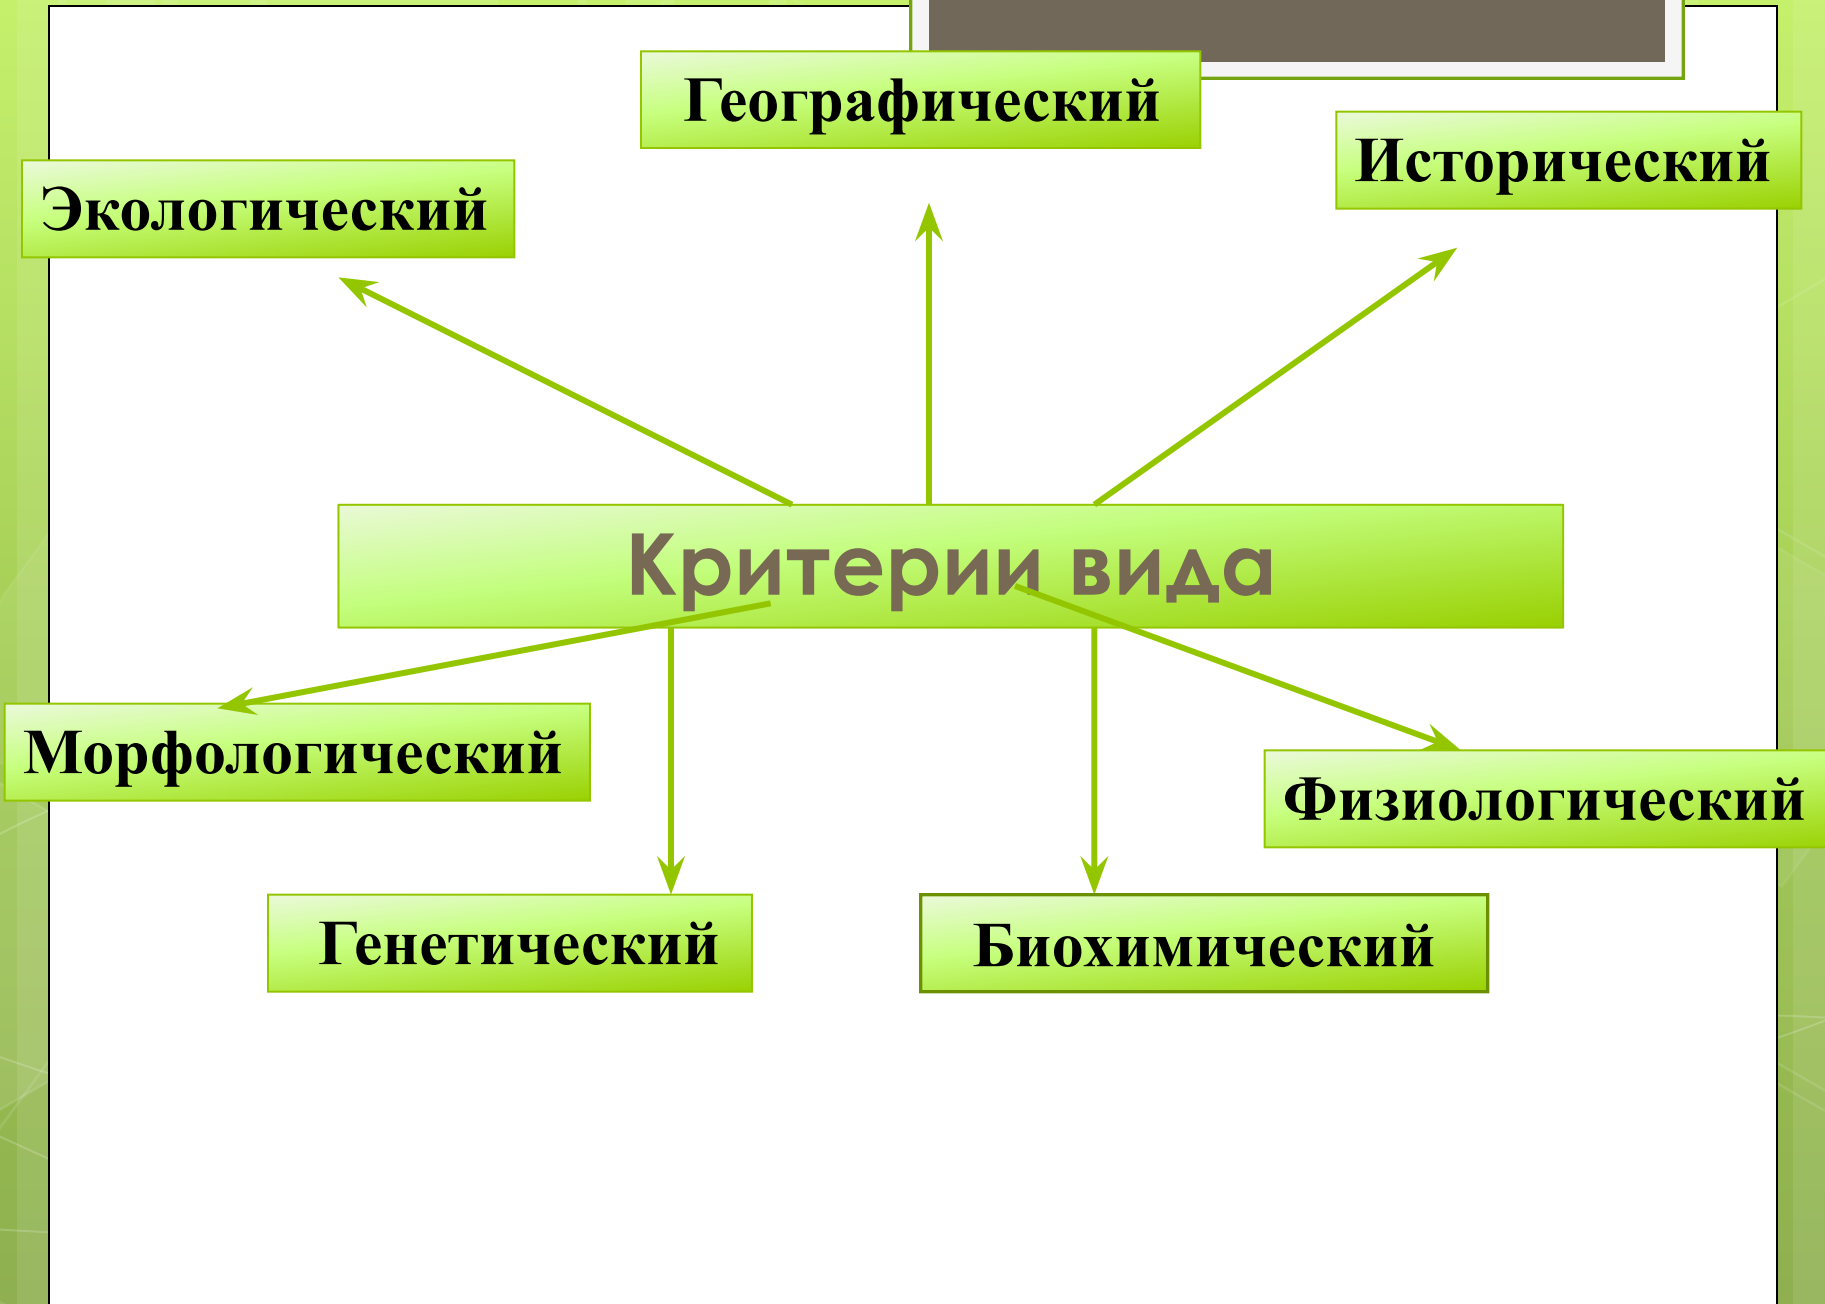 Географический
Исторический
Экологический
Критерии вида
Морфологический
Физиологический
Генетический
Биохимический